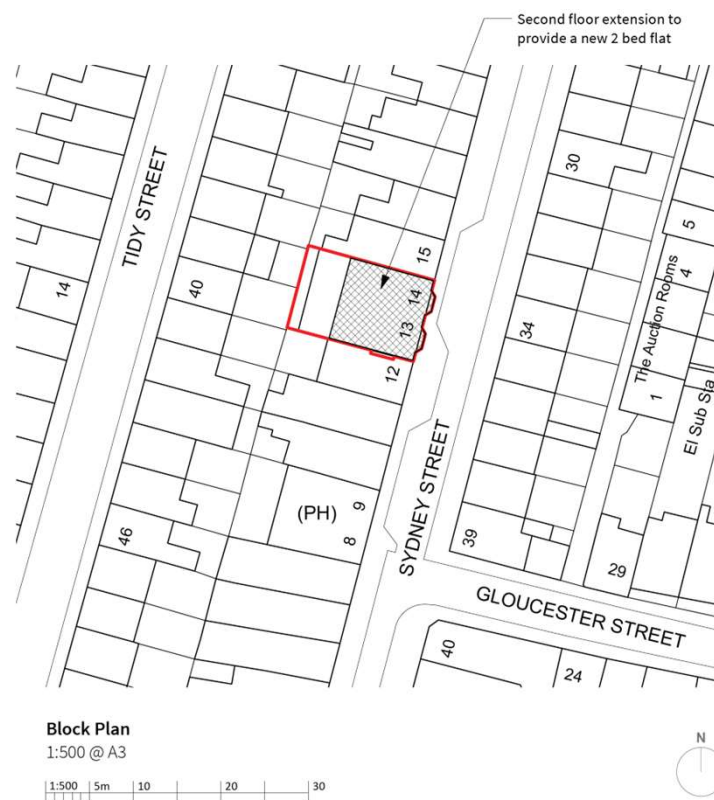 Second floor extension to
provide a new 2 bed flat
TIDY STREET
30
5
15
4
14
40
14
The Auction Rooms
13
34
12
1
El Sub Sta
SYDNEY STREET
9
(PH)
8
46
39
29
GLOUCESTER STREET
40
24
Block Plan
1:500 @ A3
N
1:500 5m 10 20 30